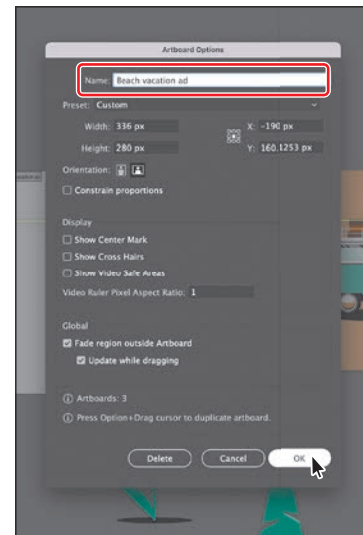 Artboard Options
Name: Beach vacation ad
Preset: Custom
Width: 336 px X: -190 px
Height: 280 px Y: 160.1253 px
Orientation:
Constrain proportions
Display
Show Center Mark
Show Cross Hairs
Show Video Safe Areas
Video Ruler Pixel Aspect Ratio: 1
Global
Fade region outside Artboard
Update while dragging
Artboards: 3
Press Option+Drag cursor to duplicate artboard.
Delete Cancel OK